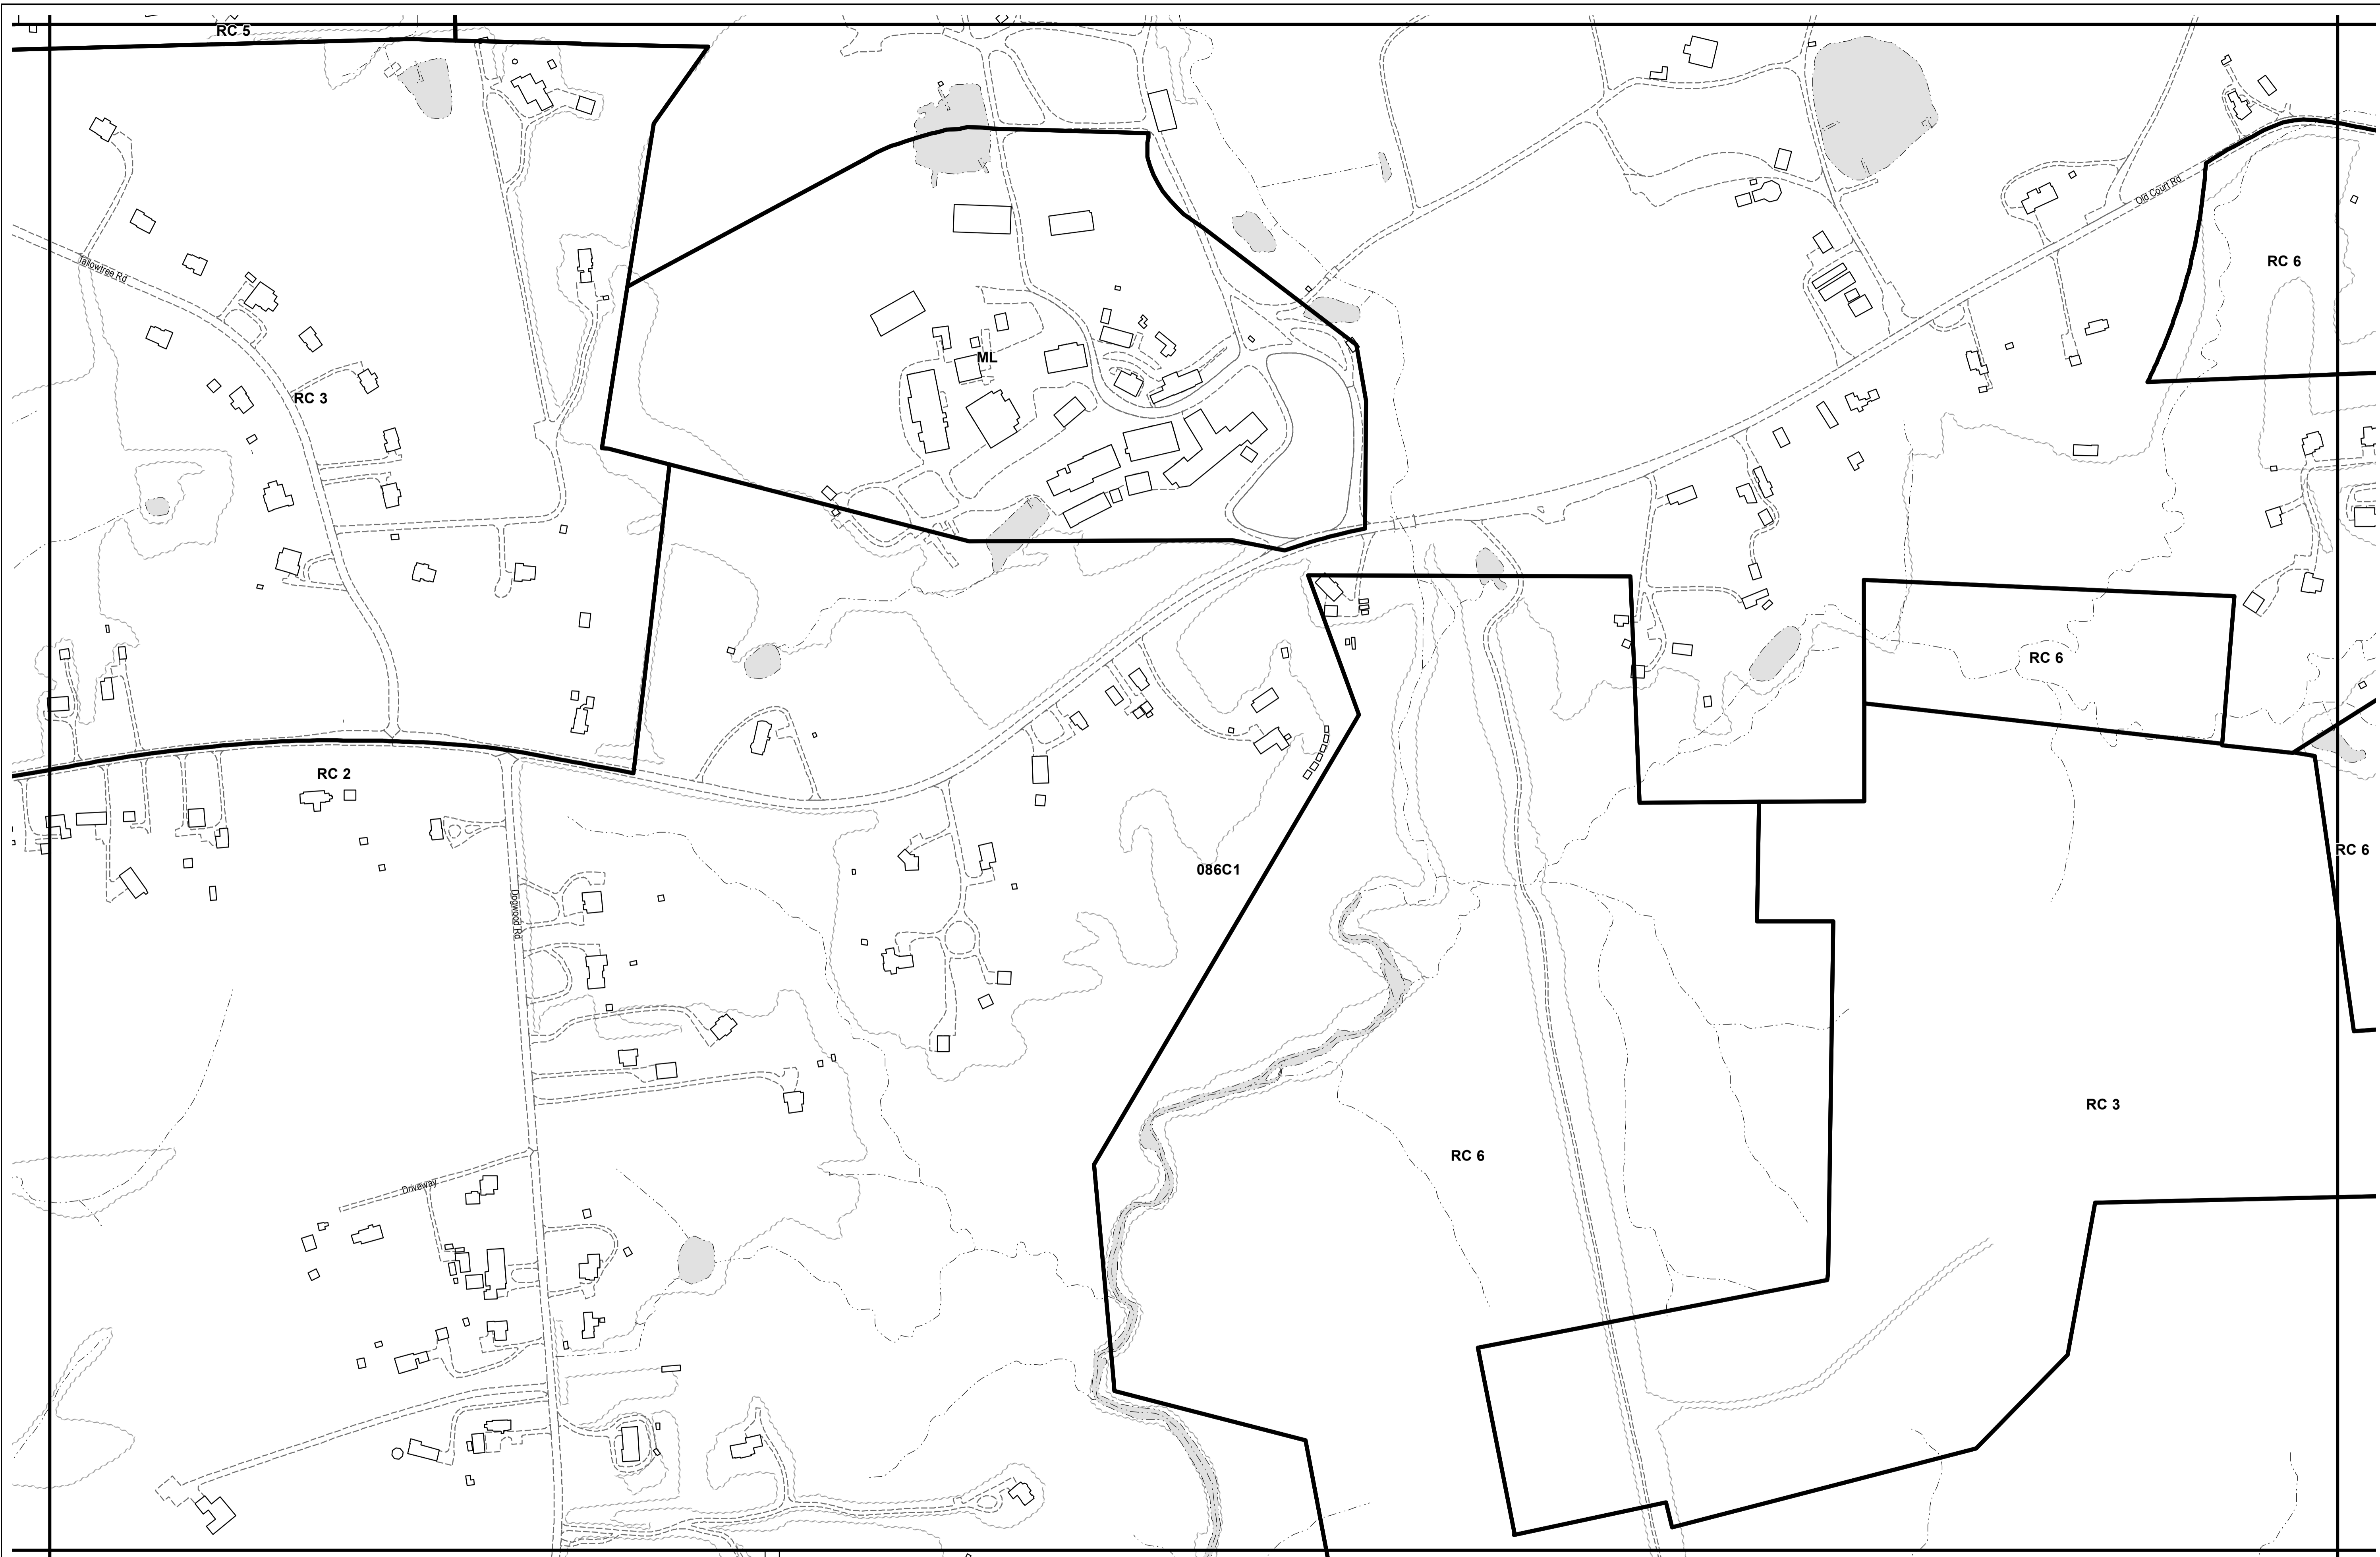 RC 5
Old Court Rd
RC 6
Tallowtree Rd
ML
RC 3
RC 6
RC 2
RC 6
086C1
Dogwood Rd
RC 3
RC 6
Driveway